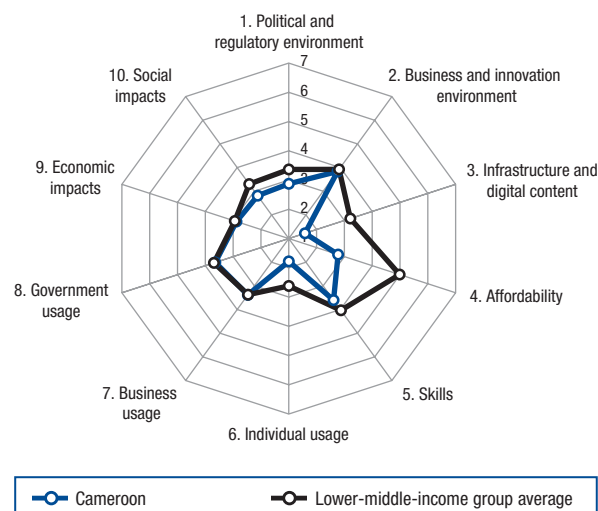 1. Political and
regulatory environment
10. Social
impacts
7
2. Business and innovation
environment
6
5
4
9. Economic
impacts
3
3. Infrastructure and
digital content
2
1
8. Government
usage
4. Affordability
7. Business
usage
5. Skills
6. Individual usage
Cameroon
Lower-middle-income group average